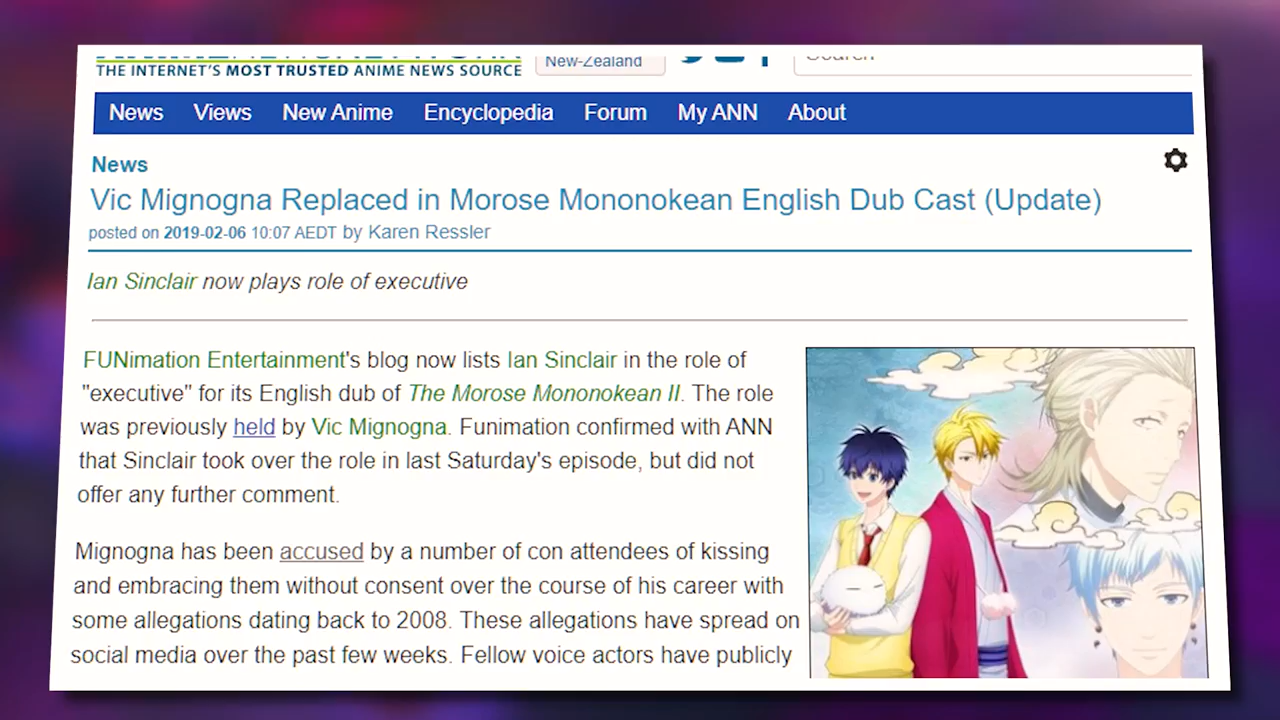 THE INTERNET'S MOST TRUSTED ANIME NEWS SOURCE
New-Zealand
Search
News Views New Anime Encyclopedia Forum My ANN About
News
Vic Mignogna Replaced in Morose Mononokean English Dub Cast (Update)
posted on 2019-02-06 10:07 AEDT by Karen Ressler
Ian Sinclair now plays role of executive
FUNimation Entertainment's blog now lists Ian Sinclair in the role of
"executive" for its English dub of The Morose Mononokean II. The role
was previously held by Vic Mignogna. Funimation confirmed with ANN
that Sinclair took over the role in last Saturday's episode, but did not
offer any further comment.
Mignogna has been accused by a number of con attendees of kissing
and embracing them without consent over the course of his career with
some allegations dating back to 2008. These allegations have spread on
social media over the past few weeks. Fellow voice actors have publicly